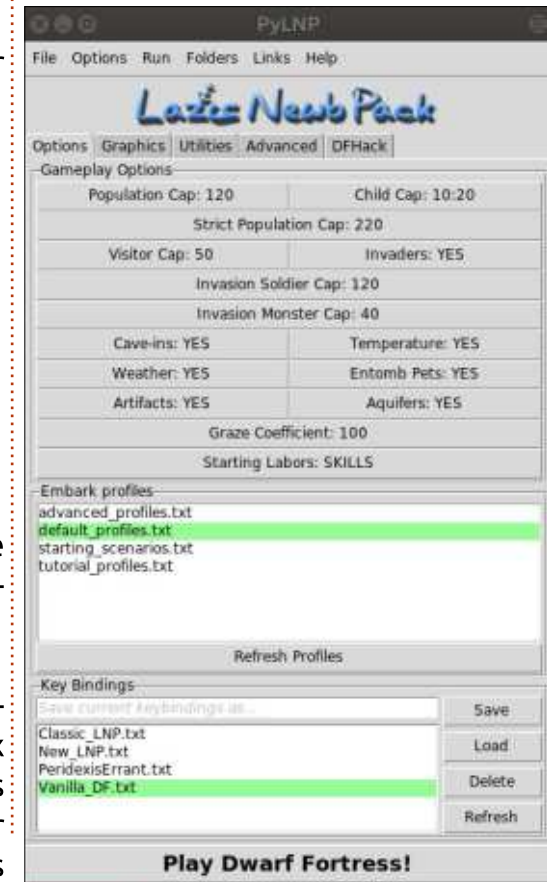 PyLNP
File Options Run Folders Links Help
Lazy Newb Pack
Options Graphics Utilities Advanced DFHack
Gameplay Options
Population Cap: 120 Child Cap: 10:20
Strict Population Cap: 220
Visitor Cap: 50 Invaders: YES
Invasion Soldier Cap: 120
Invasion Monster Cap: 40
Cave-ins: YES Temperature: YES
Weather: YES Entomb Pets: YES
Artifacts: YES Aquifers: YES
Graze Coefficient: 100
Starting Labors: SKILLS
Embark profiles
advanced_profiles.txt
default_profiles.txt
starting_scenarios.txt
tutorial_profiles.txt
Refresh Profiles
Key Bindings
Save current keybindings as... Save
Classic_LNP.txt
New_LNP.txt Load
PeridexisErrant.txt
Vanilla_DF.txt Delete
Refresh
Play Dwarf Fortress!